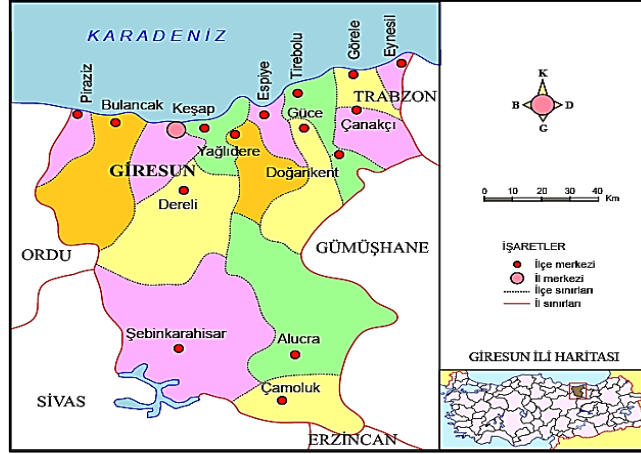 KARADENİZ
Piraziz
Bulancak
Keşap
Espiye
Tirebolu
Görele
Eynesil
TRABZON
Güce
Çanakçı
Yağlıdere
GİRESUN
Doğankent
Dereli
ORDU
GÜMÜŞHANE
Şebinkarahisar
Alucra
Çamoluk
SİVAS
ERZİNCAN
K
B D
G
0 10 20 30 40
Km
İŞARETLER
İlçe merkezi
İl merkezi
İlçe sınırları
İl sınırları
GİRESUN İLİ HARİTASI